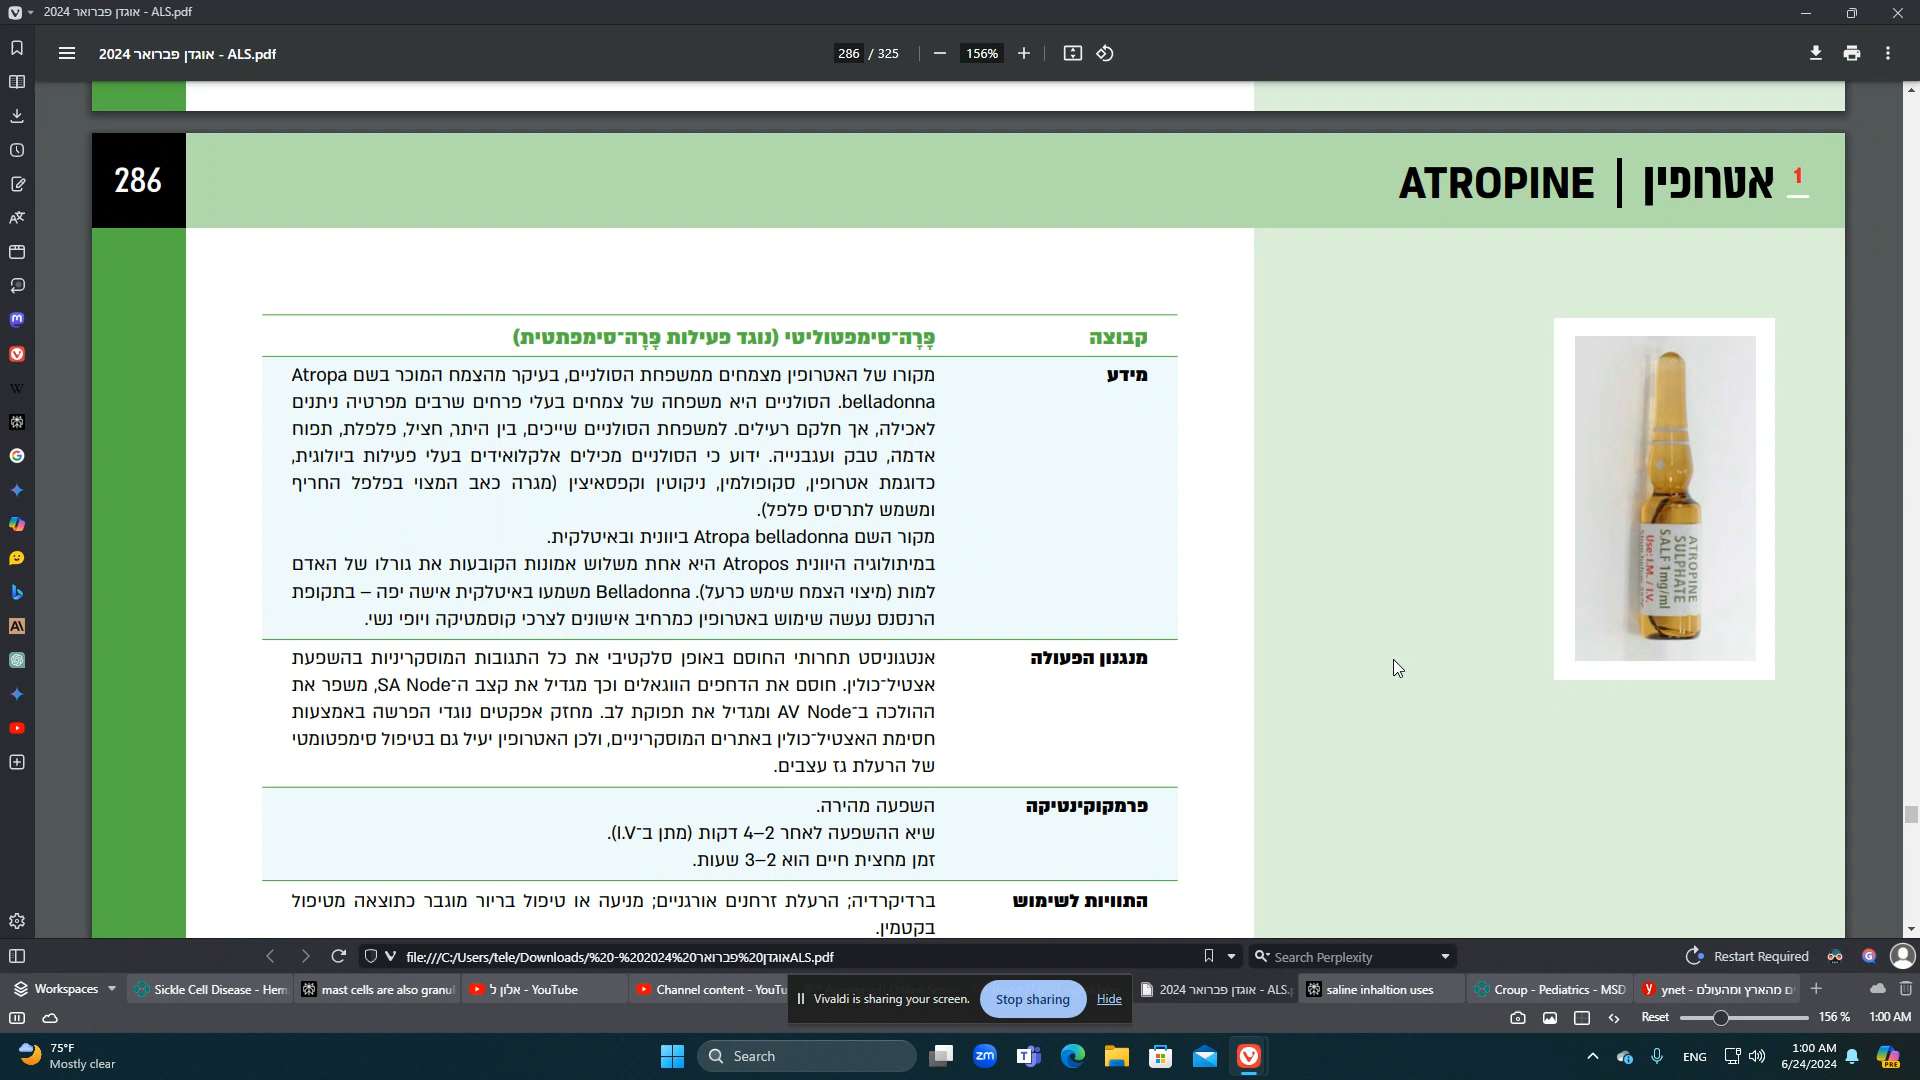 2024 אוגדן פברואר - ALS.pdf
2024 אוגדן פברואר - ALS.pdf
286 / 325
156%
286
1 אטרופין | ATROPINE
קבוצה
פָּרָה־סימפטוליטי (נוגד פעילות פָּרָה־סימפתטית)
מידע
מקורו של האטרופין מצמחים ממשפחת הסולניים, בעיקר מהצמח המוכר בשם Atropa
belladonna. הסולניים היא משפחה של צמחים בעלי פרחים שרבים מפרטיה ניתנים
לאכילה, אך חלקם רעילים. למשפחת הסולניים שייכים, בין היתר, חציל, פלפלת, תפוח
אדמה, טבק ועגבנייה. ידוע כי הסולניים מכילים אלקלואידים בעלי פעילות ביולוגית,
כדוגמת אטרופין, סקופולמין, ניקוטין וקפסאיצין (מגרה כאב המצוי בפלפל החריף
ומשמש לתרסיס פלפל).
מקור השם Atropa belladonna ביוונית ובאיטלקית.
במיתולוגיה היוונית Atropos היא אחת משלוש אמונות הקובעות את גורלו של האדם
למות (מיצוי הצמח שימש כרעל). Belladonna משמעו באיטלקית אישה יפה – בתקופת
הרנסנס נעשה שימוש באטרופין כמרחיב אישונים לצרכי קוסמטיקה ויופי נשי.
מנגנון הפעולה
אנטגוניסט תחרותי החוסם באופן סלקטיבי את כל התגובות המוסקריניות בהשפעת
אצטיל־כולין. חוסם את הדחפים הווגאלים וכך מגדיל את קצב ה־SA Node, משפר את
ההולכה ב־AV Node ומגדיל את תפוקת לב. מחזק אפקטים נוגדי הפרשה באמצעות
חסימת האצטיל־כולין באתרים המוסקריניים, ולכן האטרופין יעיל גם בטיפול סימפטומטי
של הרעלת גז עצבים.
פרמקוקינטיקה
השפעה מהירה.
שיא ההשפעה לאחר 2–4 דקות (מתן ב־I.V).
זמן מחצית חיים הוא 2–3 שעות.
התוויות לשימוש
ברדיקרדיה; הרעלת זרחנים אורגניים; מניעה או טיפול בריור מוגבר כתוצאה מטיפול
בקטמין.
ATROPINE
SULPHATE
S.A.L.F 1mg/ml
Use: I.M. / I.V.
file:///C:/Users/tele/Downloads/%20-%202024%20אוגדן%20פברוארALS.pdf
Search Perplexity
Restart Required
Workspaces
Sickle Cell Disease - Hem
mast cells are also granul
אלון ל - YouTube
Channel content - YouTu
Vivaldi is sharing your screen.
Stop sharing
Hide
2024 אוגדן פברואר - ALS.
saline inhaltion uses
Croup - Pediatrics - MSD
ynet - ים מהארץ ומהעולם
Reset
156 %
1:00 AM
75°F
Mostly clear
Search
zm
ENG
1:00 AM
6/24/2024
PRE